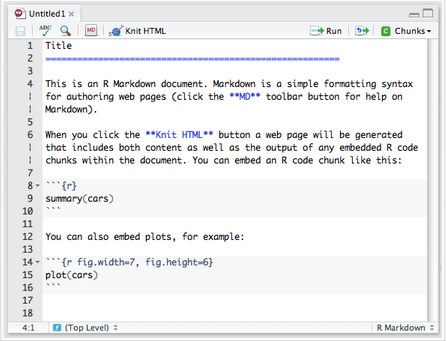 Untitled1 ×
ABC MD Knit HTML Run Chunks
1 Title
2 ========================================================
3
4 This is an R Markdown document. Markdown is a simple formatting syntax
for authoring web pages (click the **MD** toolbar button for help on
Markdown).
5
6 When you click the **Knit HTML** button a web page will be generated
that includes both content as well as the output of any embedded R code
chunks within the document. You can embed an R code chunk like this:
7
8 ```{r}
9 summary(cars)
10 ```
11
12 You can also embed plots, for example:
13
14 ```{r fig.width=7, fig.height=6}
15 plot(cars)
16 ```
17
18
4:1 (Top Level) R Markdown